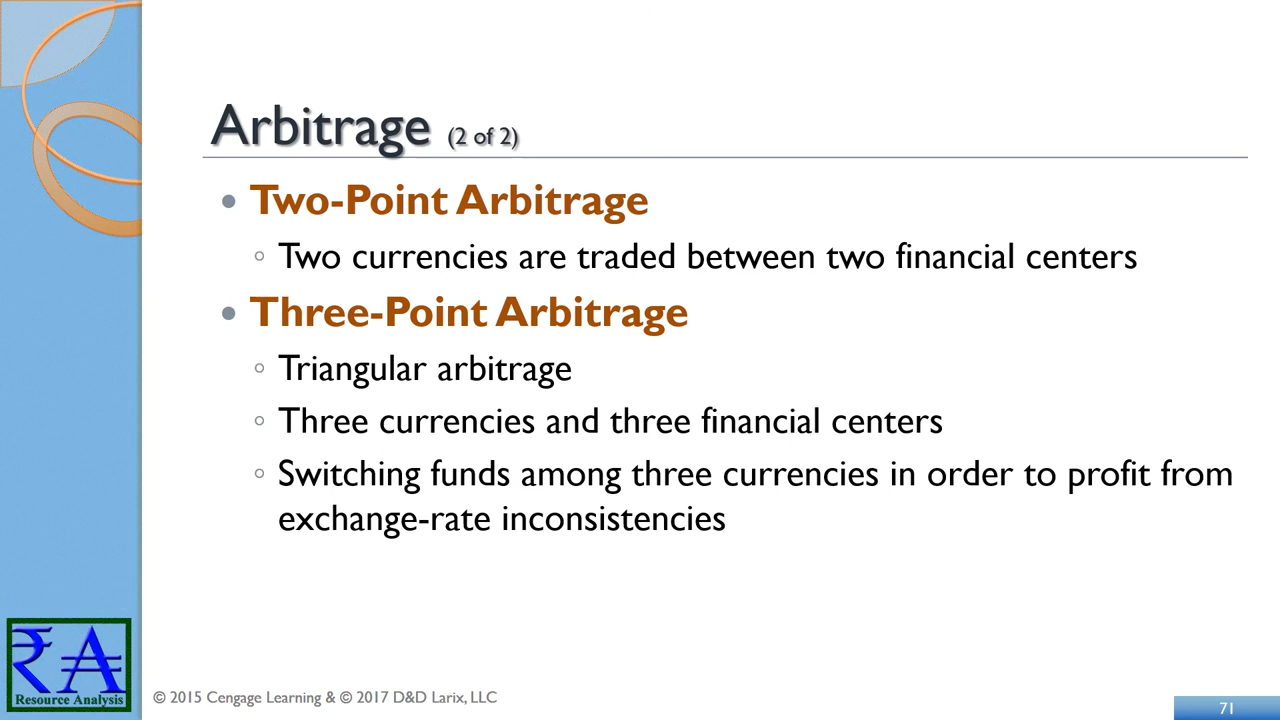 Arbitrage (2 of 2)
• Two-Point Arbitrage
◦ Two currencies are traded between two financial centers
• Three-Point Arbitrage
◦ Triangular arbitrage
◦ Three currencies and three financial centers
◦ Switching funds among three currencies in order to profit from
exchange-rate inconsistencies
₹A
Resource Analysis
© 2015 Cengage Learning & © 2017 D&D Larix, LLC
71